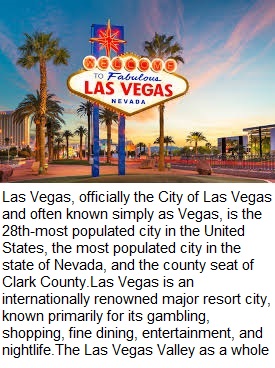 WELCOME
TO Fabulous
LAS VEGAS
NEVADA
Las Vegas, officially the City of Las Vegas
and often known simply as Vegas, is the
28th-most populated city in the United
States, the most populated city in the
state of Nevada, and the county seat of
Clark County.Las Vegas is an
internationally renowned major resort city,
known primarily for its gambling,
shopping, fine dining, entertainment, and
nightlife.The Las Vegas Valley as a whole